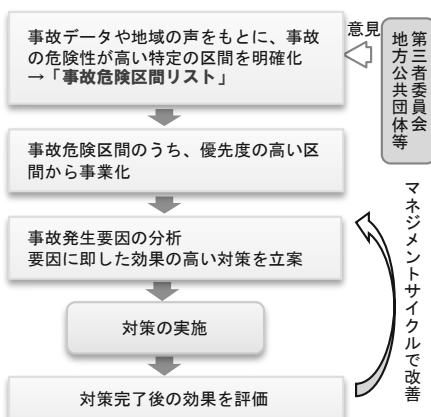 事故データや地域の声をもとに、事故
の危険性が高い特定の区間を明確化
→「事故危険区間リスト」
意見
第三者委員会
地方公共団体等
事故危険区間のうち、優先度の高い区
間から事業化
事故発生要因の分析
要因に即した効果の高い対策を立案
対策の実施
対策完了後の効果を評価
マネジメントサイクルで改善